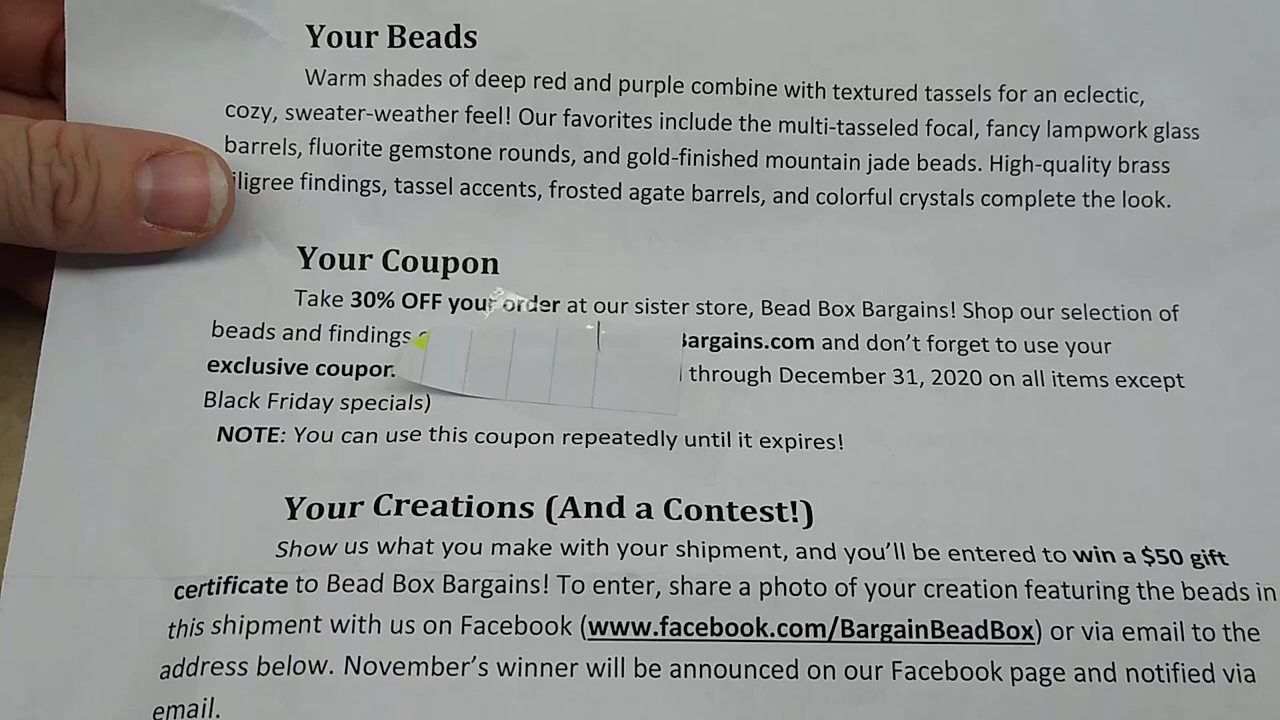 Your Beads
Warm shades of deep red and purple combine with textured tassels for an eclectic,
cozy, sweater-weather feel! Our favorites include the multi-tasseled focal, fancy lampwork glass
barrels, fluorite gemstone rounds, and gold-finished mountain jade beads. High-quality brass
iligree findings, tassel accents, frosted agate barrels, and colorful crystals complete the look.
Your Coupon
Take 30% OFF your order at our sister store, Bead Box Bargains! Shop our selection of
beads and findings argains.com and don't forget to use your
exclusive through December 31, 2020 on all items except
Black Friday specials)
NOTE: You can use this coupon repeatedly until it expires!
Your Creations (And a Contest!)
Show us what you make with your shipment, and you'll be entered to win a $50 gift
certificate to Bead Box Bargains! To enter, share a photo of your creation featuring the beads in
this shipment with us on Facebook (www.facebook.com/BargainBeadBox) or via email to the
address below. November's winner will be announced on our Facebook page and notified via
email.